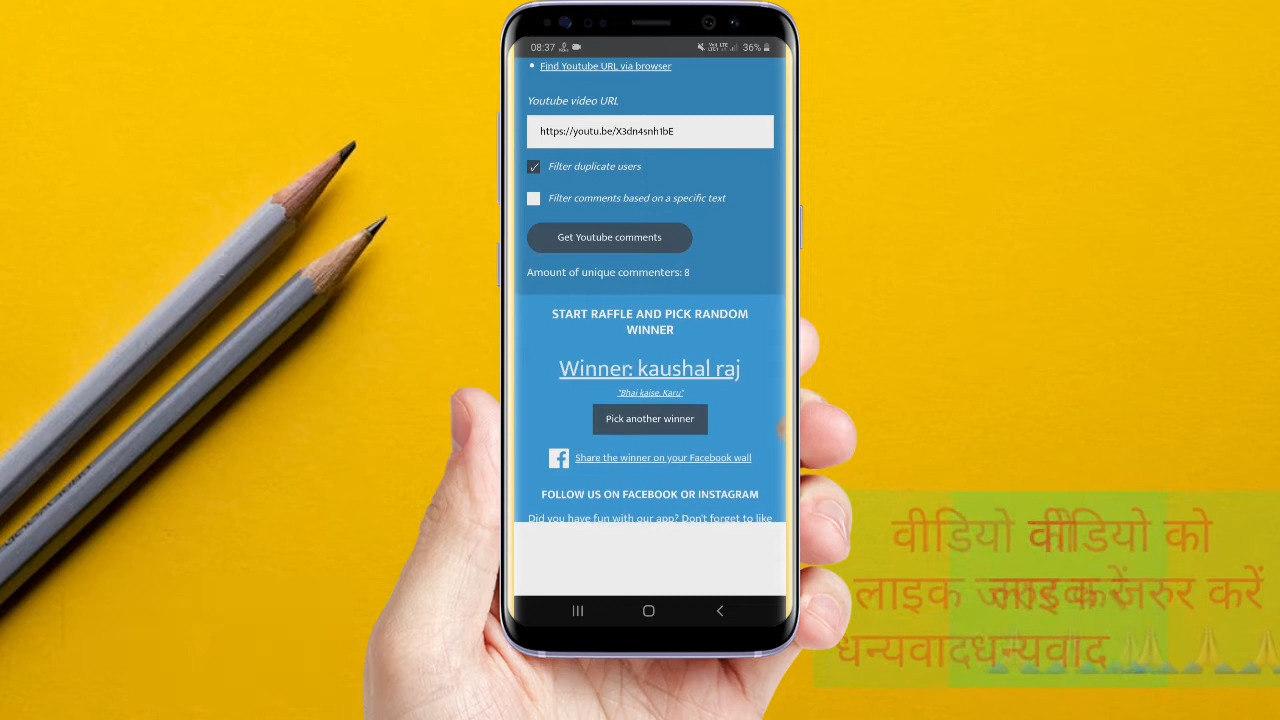 08:37
36%
Find Youtube URL via browser
Youtube video URL
https://youtu.be/X3dn4snh1bE
Filter duplicate users
Filter comments based on a specific text
Get Youtube comments
Amount of unique commenters: 8
START RAFFLE AND PICK RANDOM
WINNER
Winner: kaushal raj
"Bhai kaise. Karu"
Pick another winner
Share the winner on your Facebook wall
FOLLOW US ON FACEBOOK OR INSTAGRAM
Did you have fun with our app? Don't forget to like
वीडियो को वीडियो को
लाइक जरुर करें लाइक जरुर करें
धन्यवाद धन्यवाद